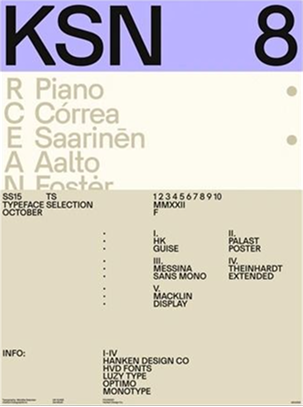 KSN 8
R Piano
C Córrea
E Saarinēn
A Aalto
N Foster
SS15 TS 1 2 3 4 5 6 7 8 9 10
TYPEFACE SELECTION MMXXII
OCTOBER F
I. II.
HK PALAST
GUISE POSTER
III. IV.
MESSINA THEINHARDT
SANS MONO EXTENDED
V.
MACKLIN
DISPLAY
INFO: I-IV
HANKEN DESIGN CO
HVD FONTS
LUZY TYPE
OPTIMO
MONOTYPE